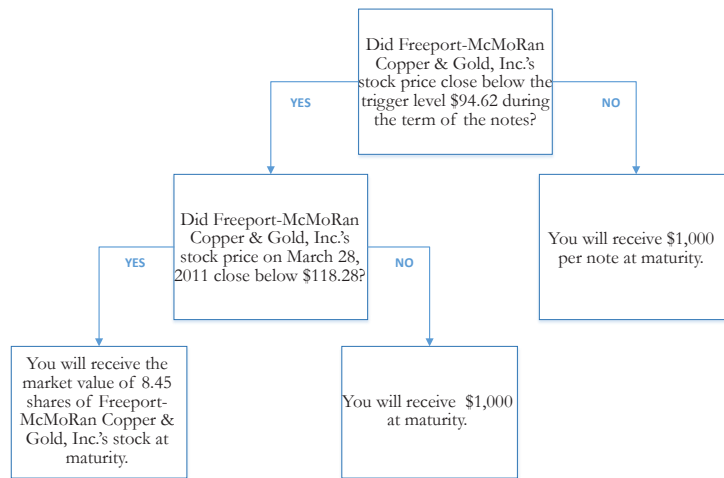 Did Freeport-McMoRan
Copper & Gold, Inc.'s
stock price close below the
trigger level $94.62 during
the term of the notes?
YES
NO
Did Freeport-McMoRan
Copper & Gold, Inc.'s
stock price on March 28,
2011 close below $118.28?
You will receive $1,000
per note at maturity.
YES
NO
You will receive the
market value of 8.45
shares of Freeport-
McMoRan Copper &
Gold, Inc.'s stock at
maturity.
You will receive $1,000
at maturity.